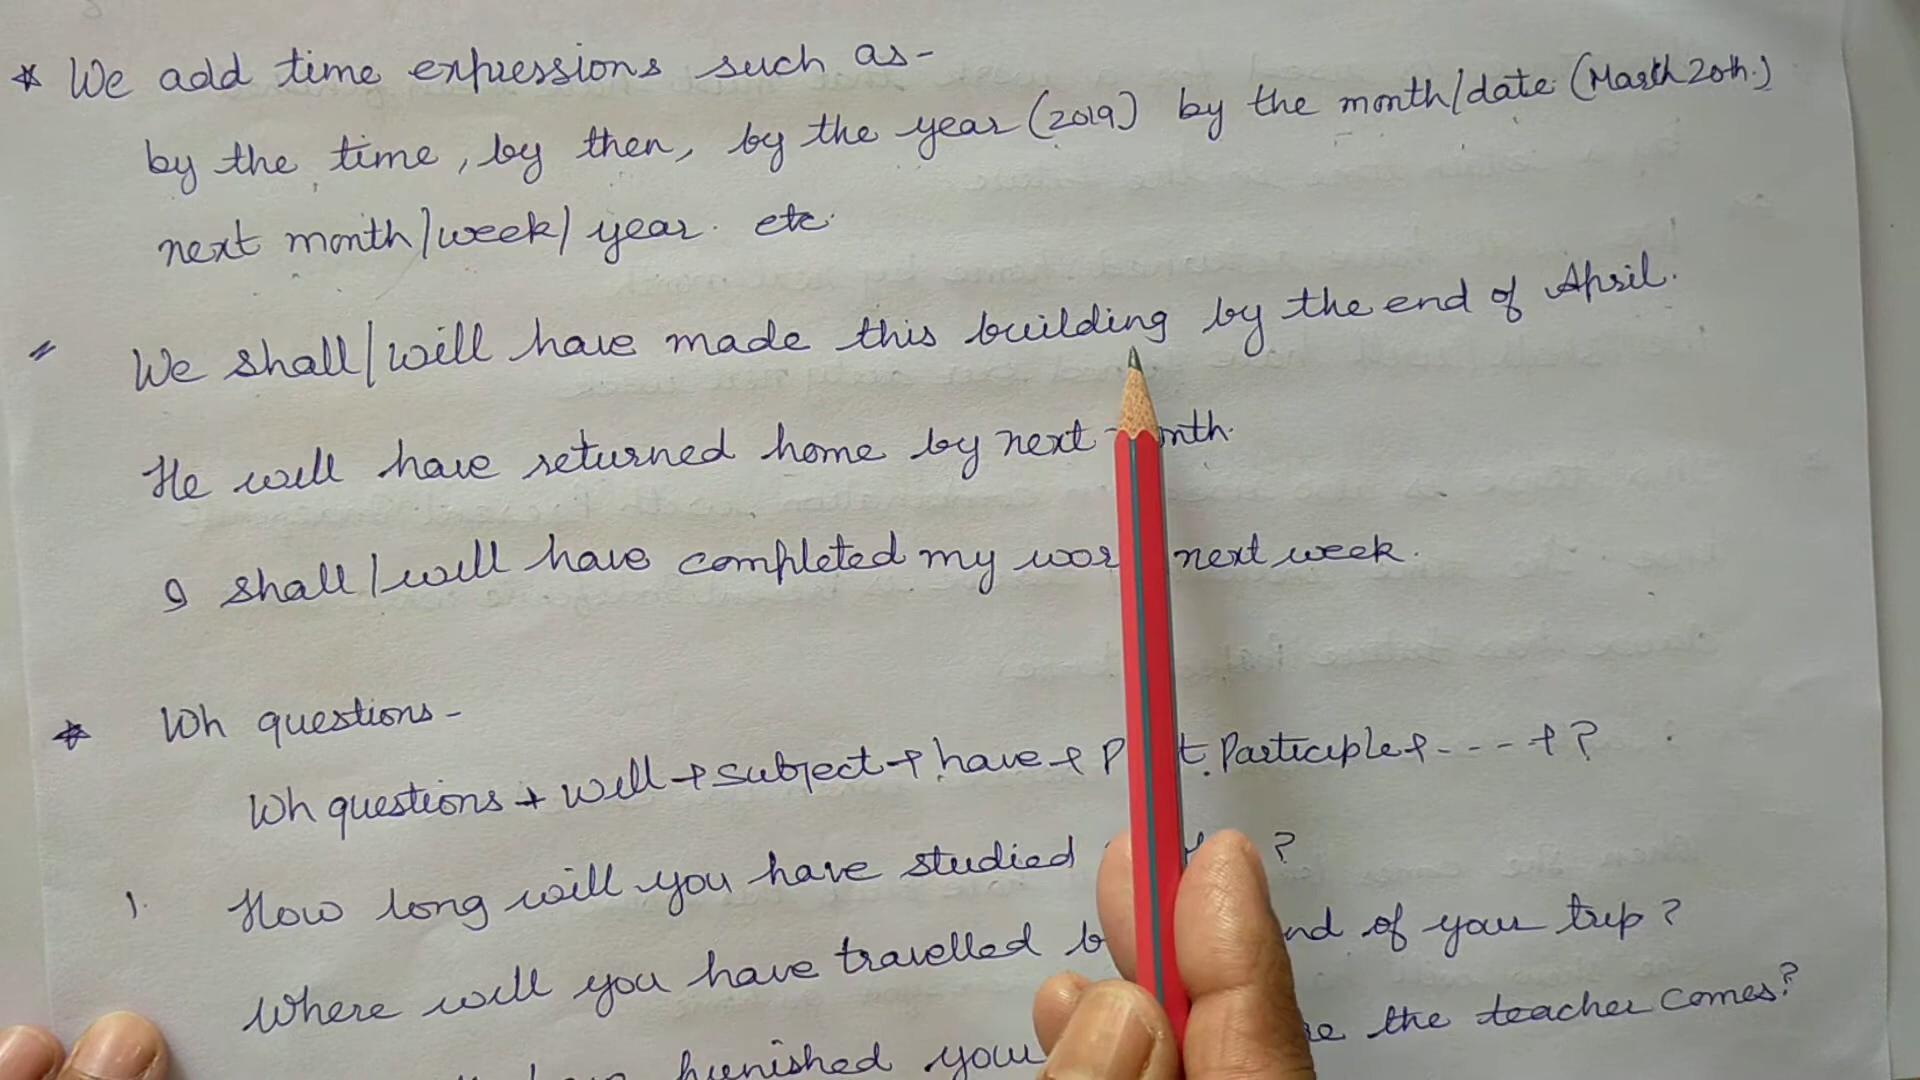 * We add time expressions such as-
by the time, by then, by the year (2019) by the month/date (March 20th.)
next month/week/ year. etc.
" We shall/will have made this building by the end of April.
He will have returned home by next
I shall/will have completed my next week.
* Wh questions-
Wh questions + will + subject + have + Participle + - - - - + ?
1. How long will you have studied ?
Where will you have travelled end of your trip?
finished your the teacher comes?